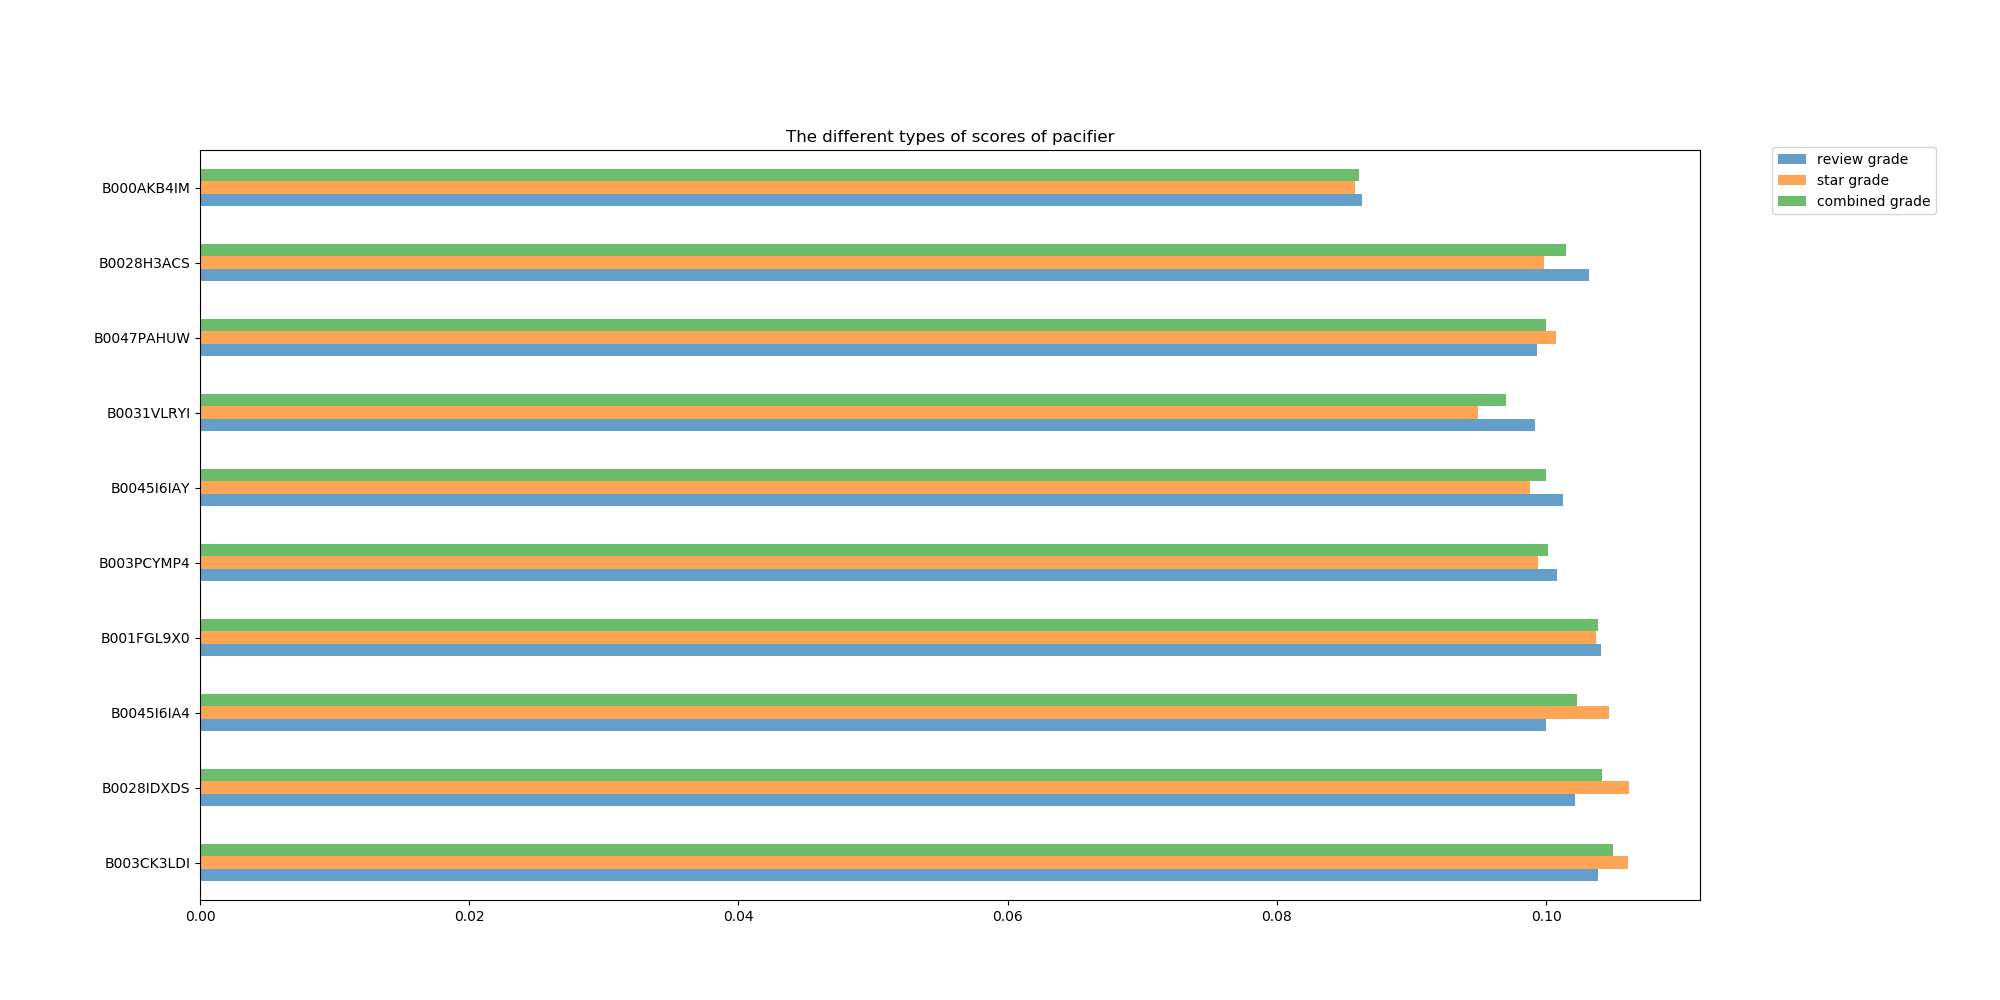 The different types of scores of pacifier
review grade
star grade
combined grade
B000AKB4IM
B0028H3ACS
B0047PAHUW
B0031VLRYI
B0045I6IAY
B003PCYMP4
B001FGL9X0
B0045I6IA4
B0028IDXDS
B003CK3LDI
0.00 0.02 0.04 0.06 0.08 0.10